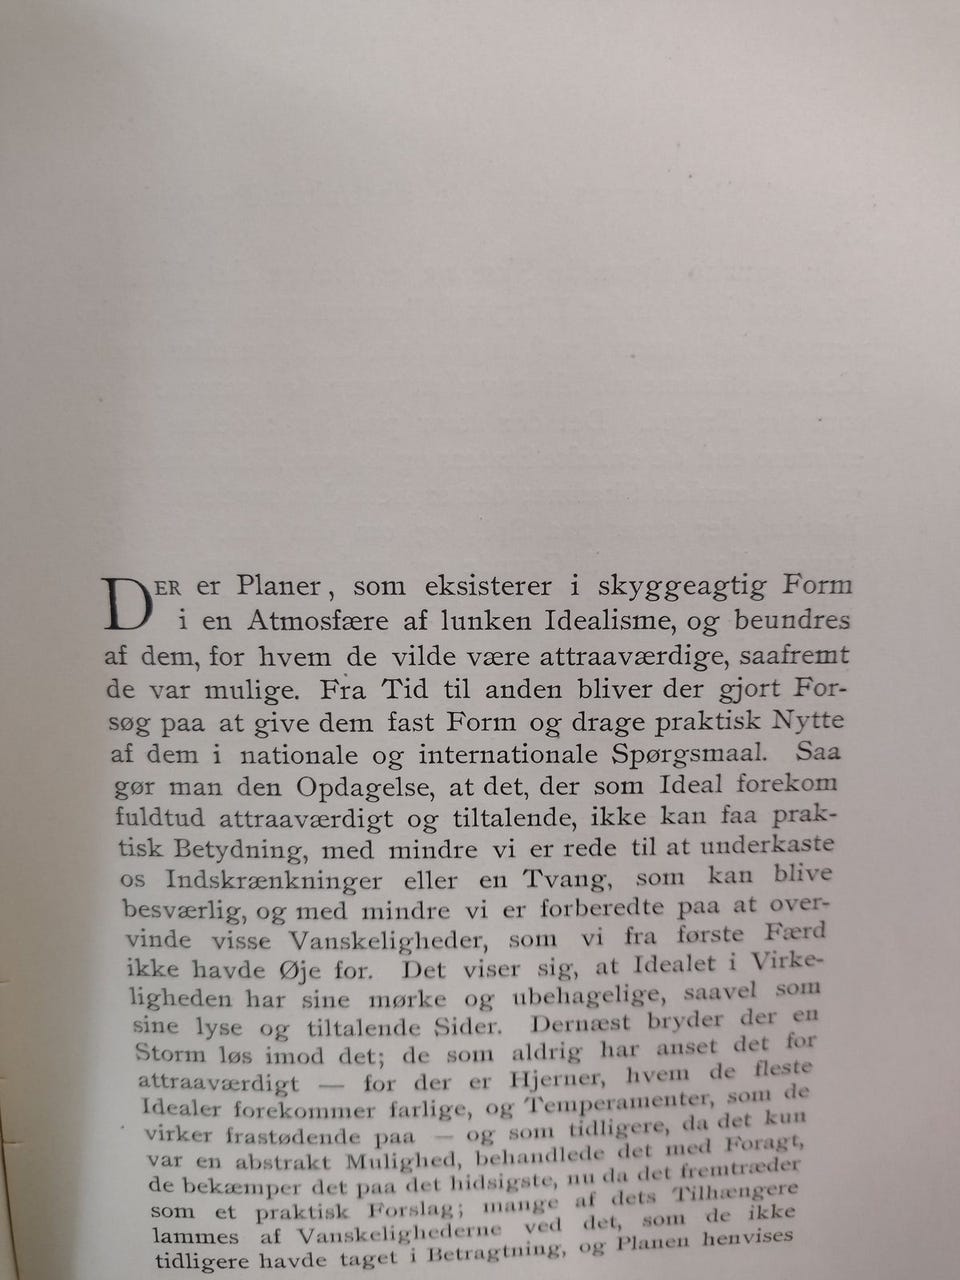 DER er Planer, som eksisterer i skyggeagtig Form
i en Atmosfære af lunken Idealisme, og beundres
af dem, for hvem de vilde være attraaværdige, saafremt
de var mulige. Fra Tid til anden bliver der gjort For-
søg paa at give dem fast Form og drage praktisk Nytte
af dem i nationale og internationale Spørgsmaal. Saa
gør man den Opdagelse, at det, der som Ideal forekom
fuldtud attraaværdigt og tiltalende, ikke kan faa prak-
tisk Betydning, med mindre vi er rede til at underkaste
os Indskrænkninger eller en Tvang, som kan blive
besværlig, og med mindre vi er forberedte paa at over-
vinde visse Vanskeligheder, som vi fra første Færd
ikke havde Øje for. Det viser sig, at Idealet i Virke-
ligheden har sine mørke og ubehagelige, saavel som
sine lyse og tiltalende Sider. Dernæst bryder der en
Storm løs imod det; de som aldrig har anset det for
attraaværdigt — for der er Hjerner, hvem de fleste
Idealer forekommer farlige, og Temperamenter, som de
virker frastødende paa — og som tidligere, da det kun
var en abstrakt Mulighed, behandlede det med Foragt,
de bekæmper det paa det hidsigste, nu da det fremtræder
som et praktisk Forslag; mange af dets Tilhængere
lammes af Vanskelighederne ved det, som de ikke
tidligere havde taget i Betragtning, og Planen henvises